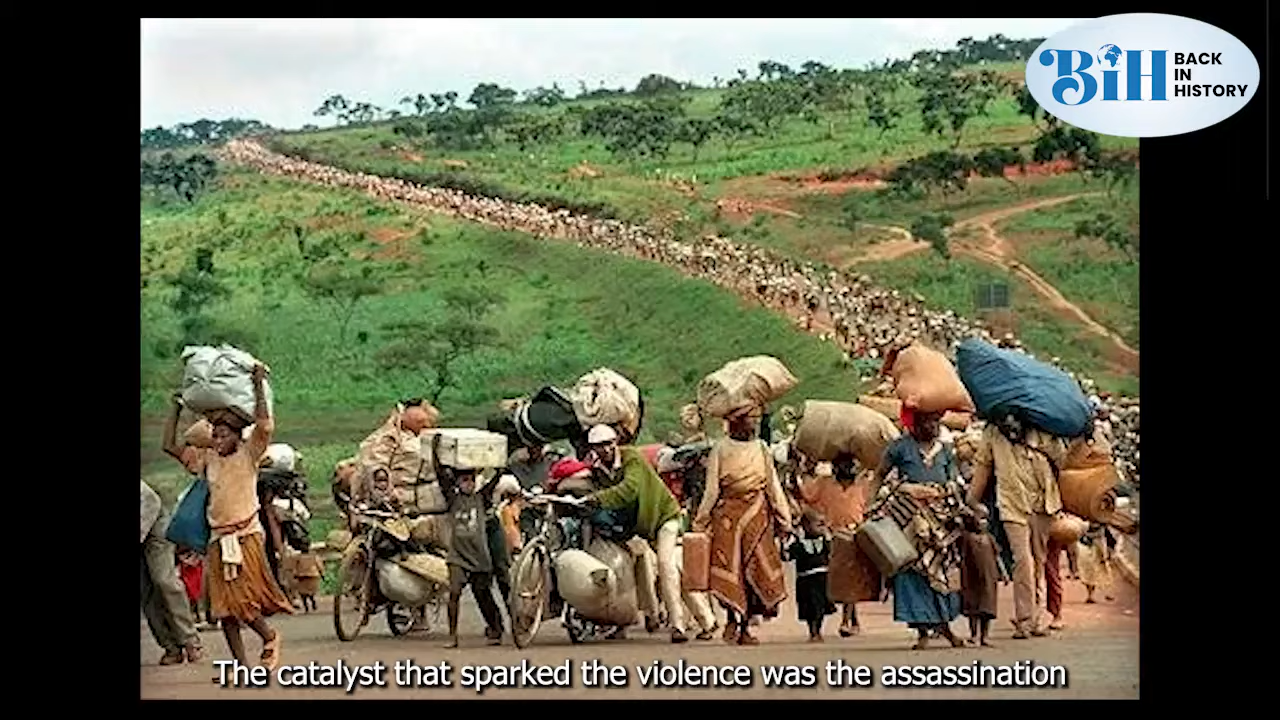 BiH
BACK
IN
HISTORY
The catalyst that sparked the violence was the assassination